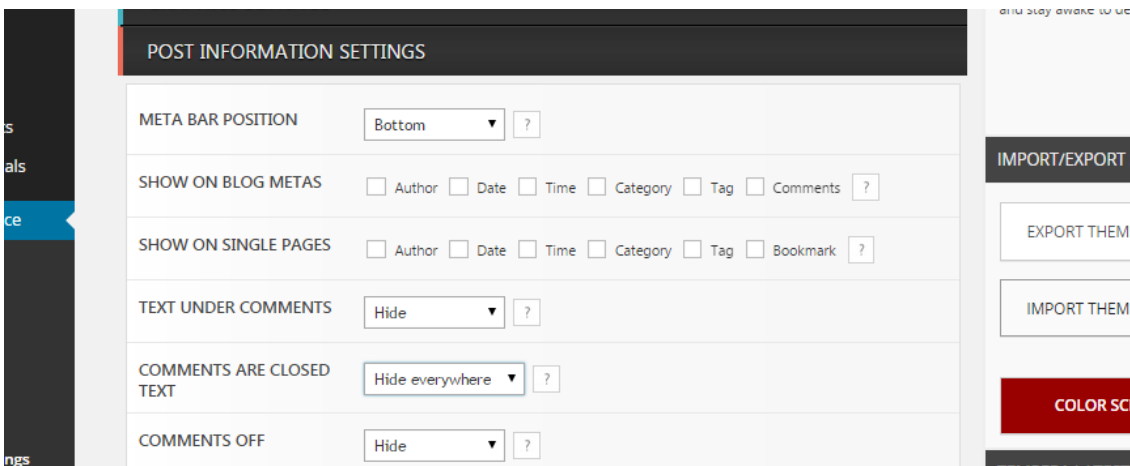 and stay awake to de
POST INFORMATION SETTINGS
META BAR POSITION
Bottom
?
SHOW ON BLOG METAS
Author Date Time Category Tag Comments ?
SHOW ON SINGLE PAGES
Author Date Time Category Tag Bookmark ?
TEXT UNDER COMMENTS
Hide
?
COMMENTS ARE CLOSED
TEXT
Hide everywhere
?
COMMENTS OFF
Hide
?
ts
als
ce
ngs
IMPORT/EXPORT
EXPORT THEM
IMPORT THEM
COLOR SC